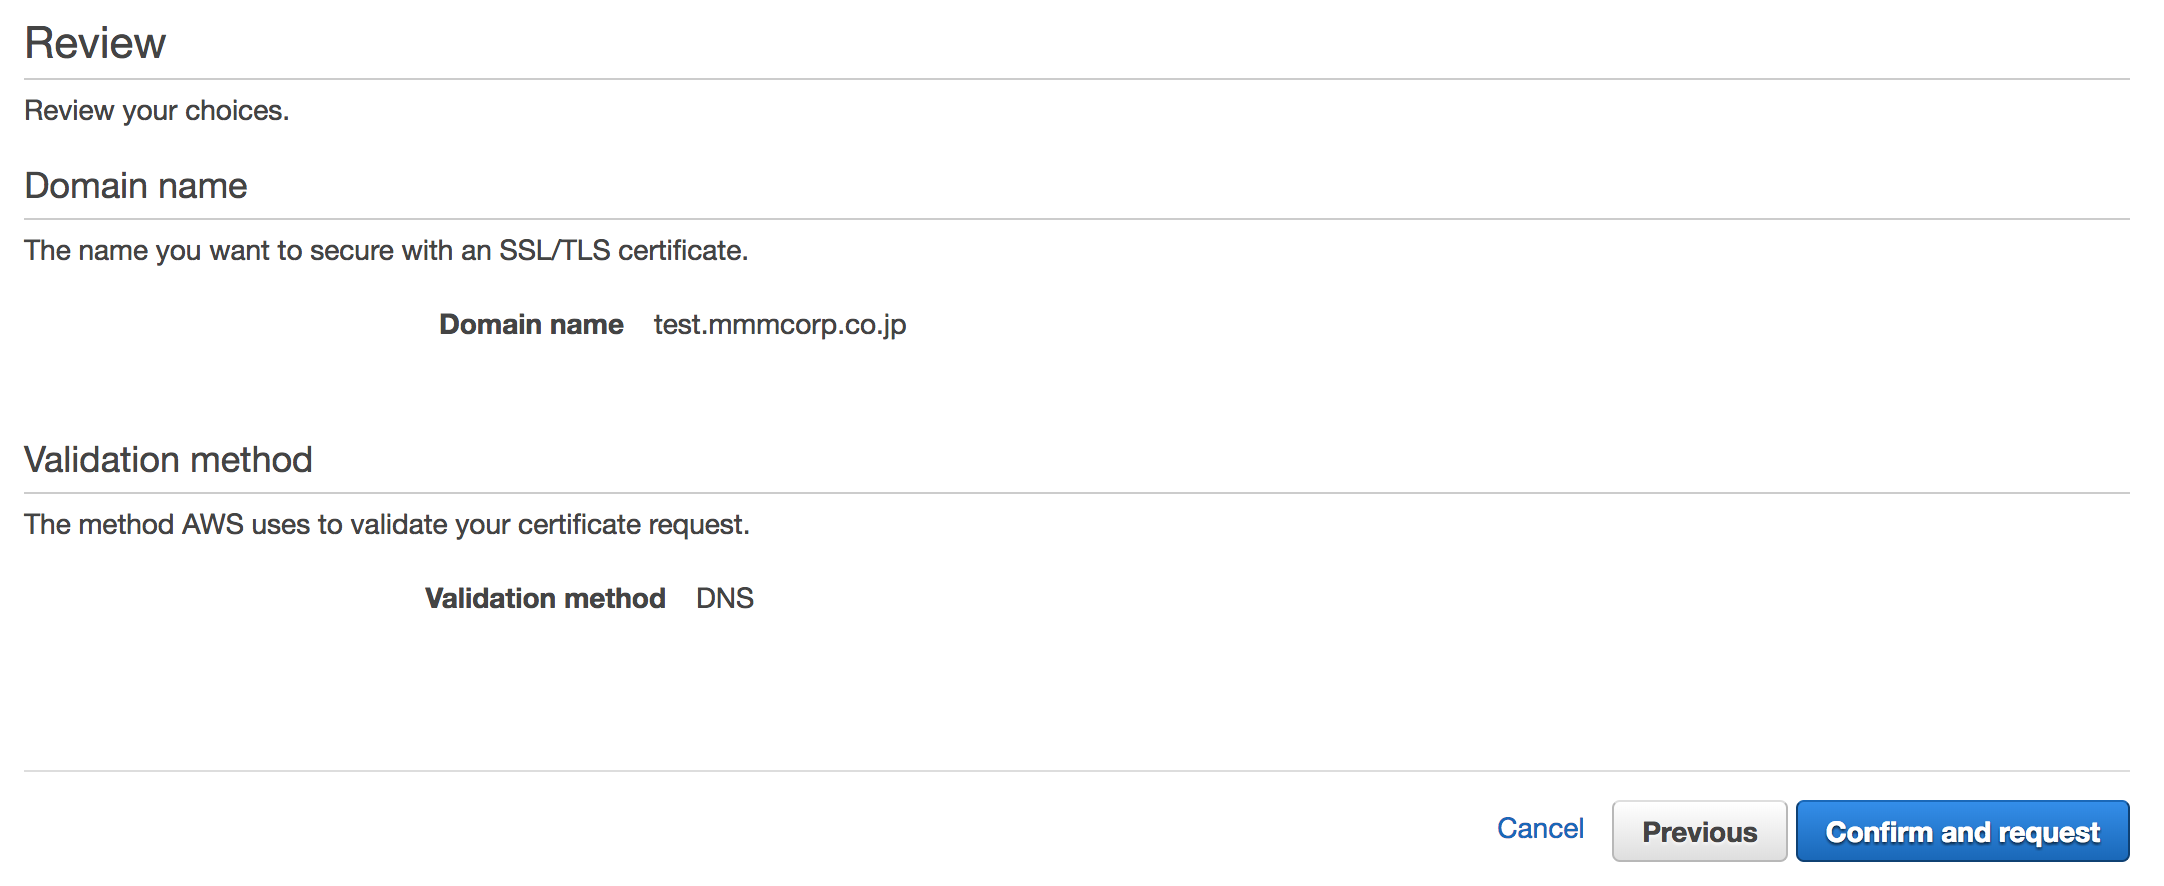 Review
Review your choices.
Domain name
The name you want to secure with an SSL/TLS certificate.
Domain name test.mmmcorp.co.jp
Validation method
The method AWS uses to validate your certificate request.
Validation method DNS
Cancel Previous Confirm and request